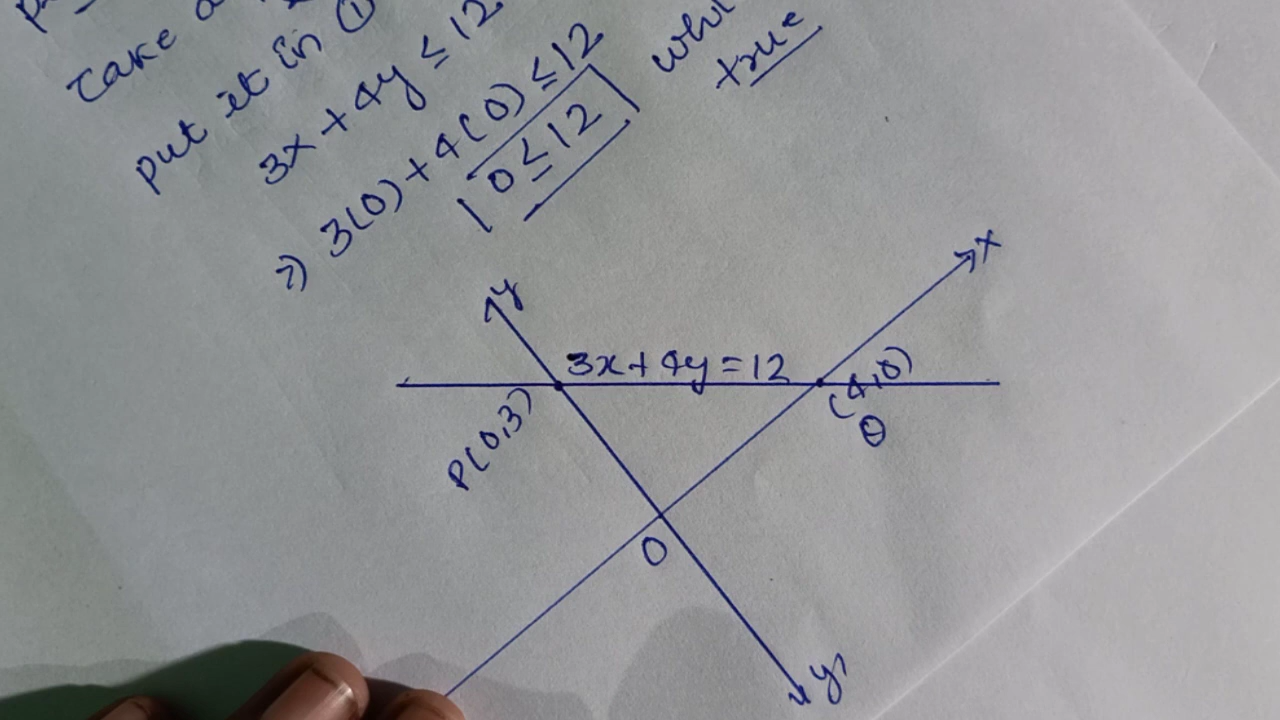 Take
put it in ①
3x + 4y ≤ 12
⇒ 3(0) + 4(0) ≤ 12
0 ≤ 12
true
y
x
3x + 4y = 12
P(0,3)
(4,0)
O
y'